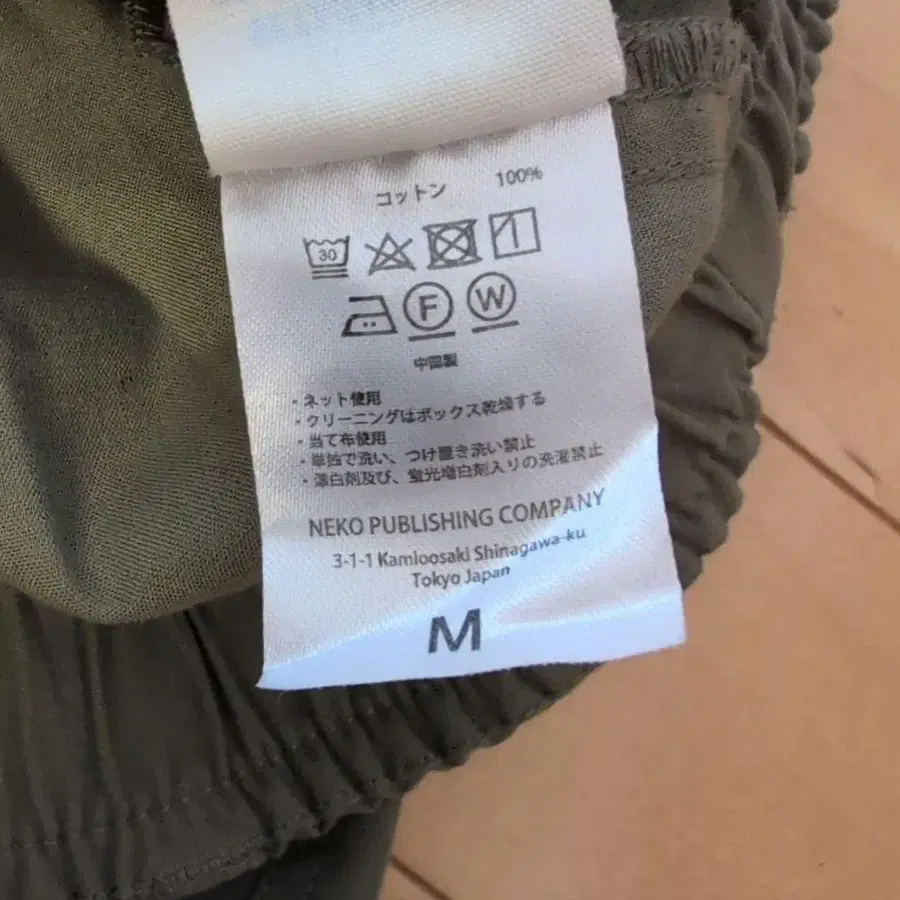 コットン 100%
30
F W
中国製
・ネット使用
・クリーニングはボックス乾燥する
・当て布使用
・単独で洗い、つけ置き洗い禁止
・漂白剤及び、蛍光増白剤入りの洗濯禁止
NEKO PUBLISHING COMPANY
3-1-1 Kamioosaki Shinagawa-ku
Tokyo Japan
M